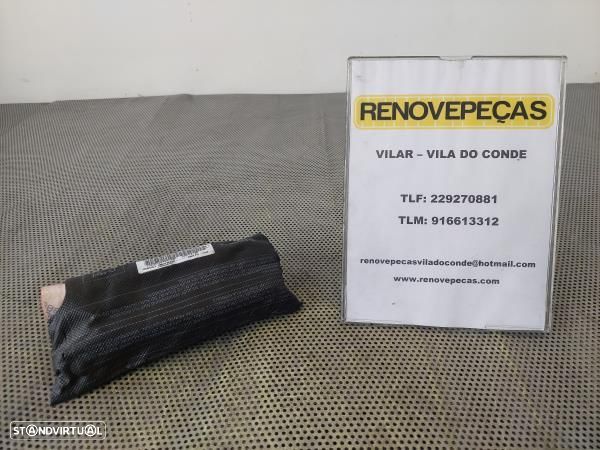 RENOVEPEÇAS
VILAR – VILA DO CONDE
TLF: 229270881
TLM: 916613312
renovepecasviladoconde@hotmail.com
www.renovepecas.com
STANDVIRTUAL